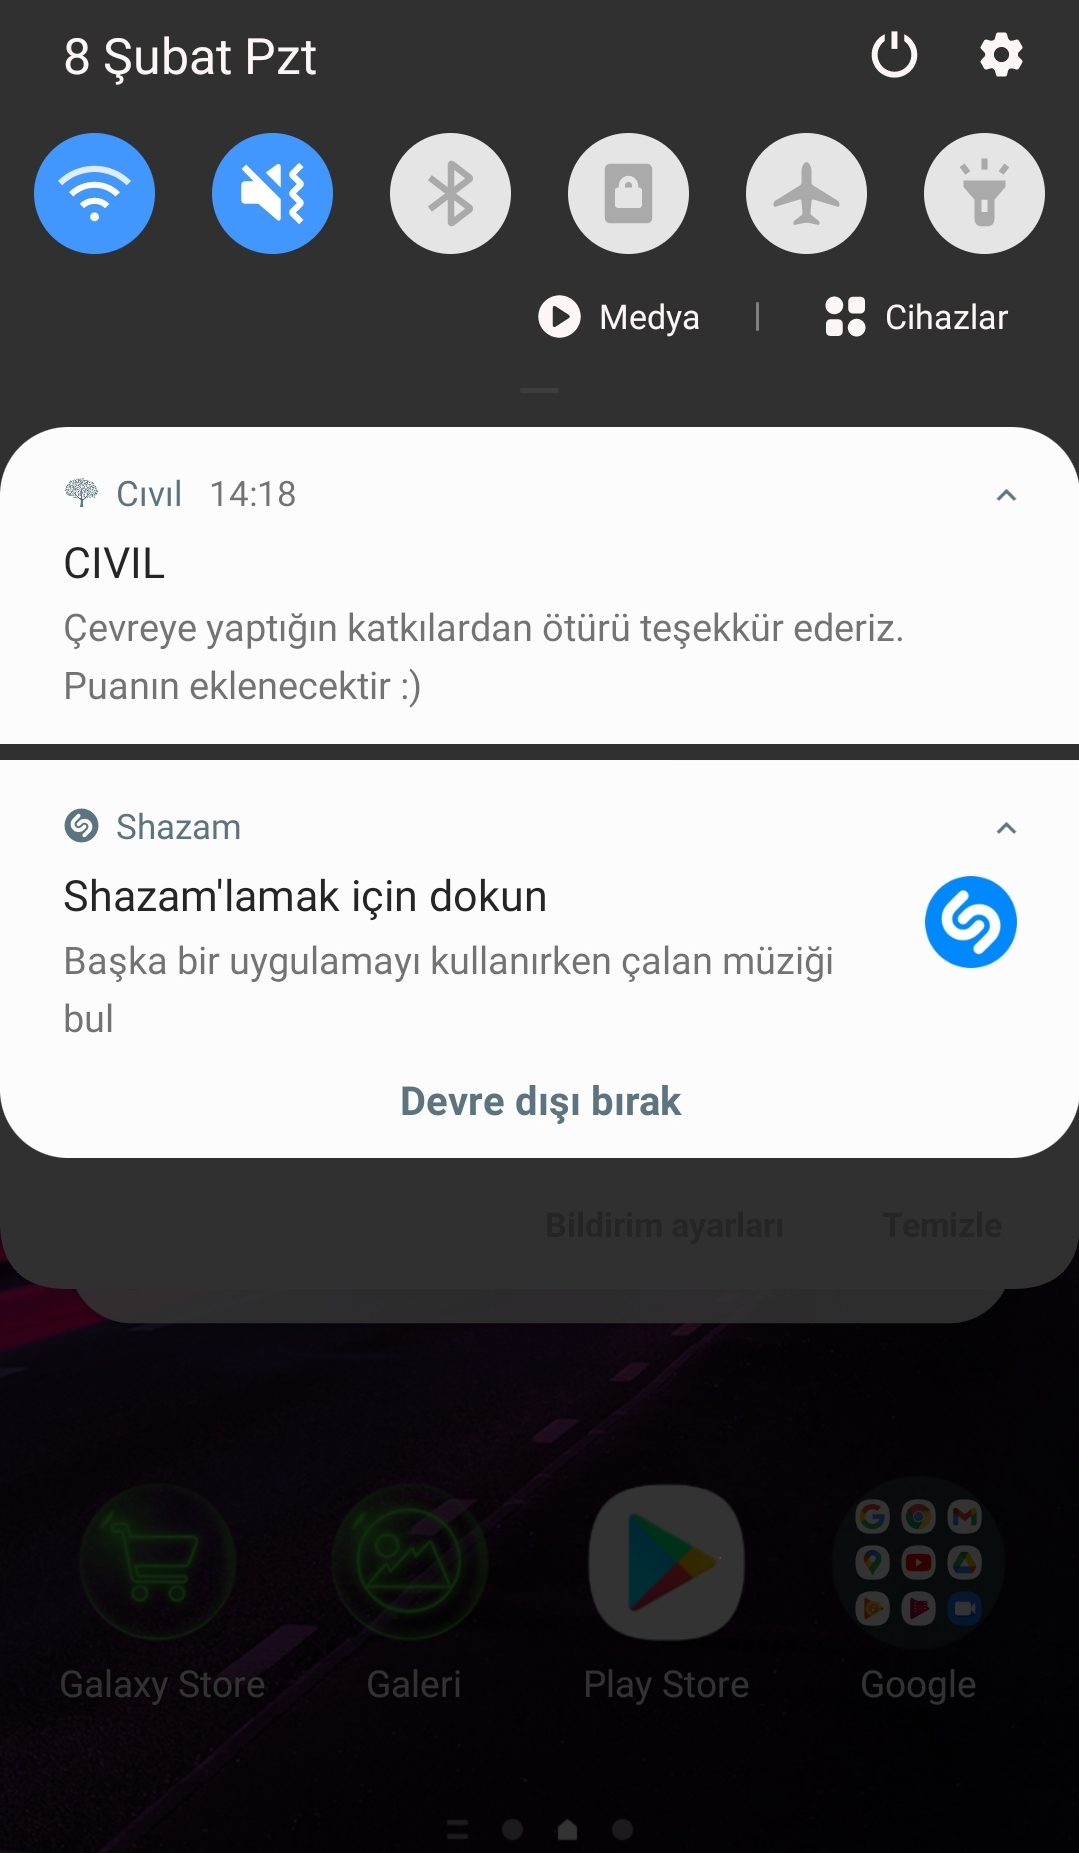 8 Şubat Pzt
Medya | Cihazlar
Cıvıl 14:18
CIVIL
Çevreye yaptığın katkılardan ötürü teşekkür ederiz.
Puanın eklenecektir :)
Shazam
Shazam'lamak için dokun
Başka bir uygulamayı kullanırken çalan müziği
bul
Devre dışı bırak
Bildirim ayarları Temizle
Galaxy Store Galeri Play Store Google